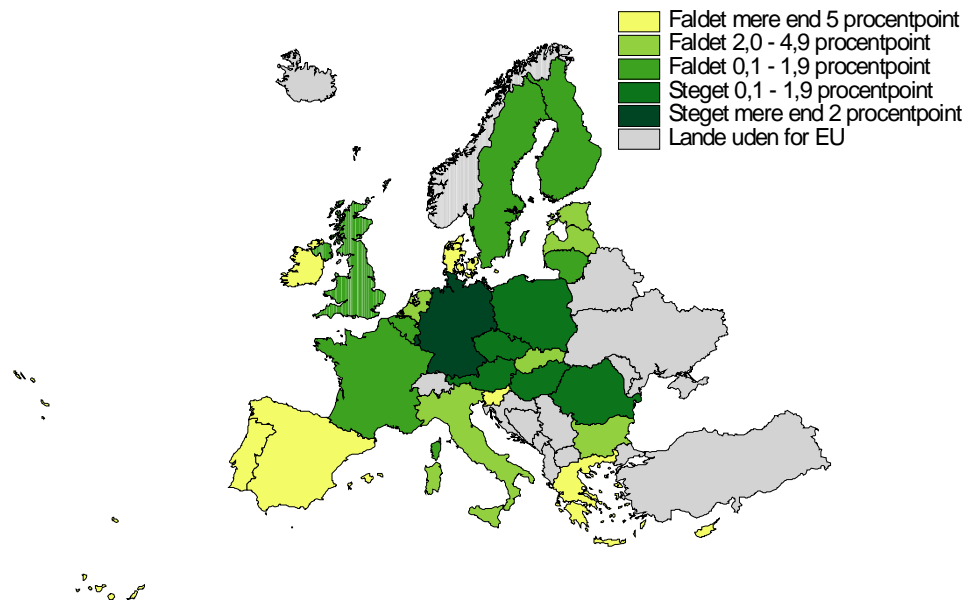 Faldet mere end 5 procentpoint
Faldet 2,0 - 4,9 procentpoint
Faldet 0,1 - 1,9 procentpoint
Steget 0,1 - 1,9 procentpoint
Steget mere end 2 procentpoint
Lande uden for EU